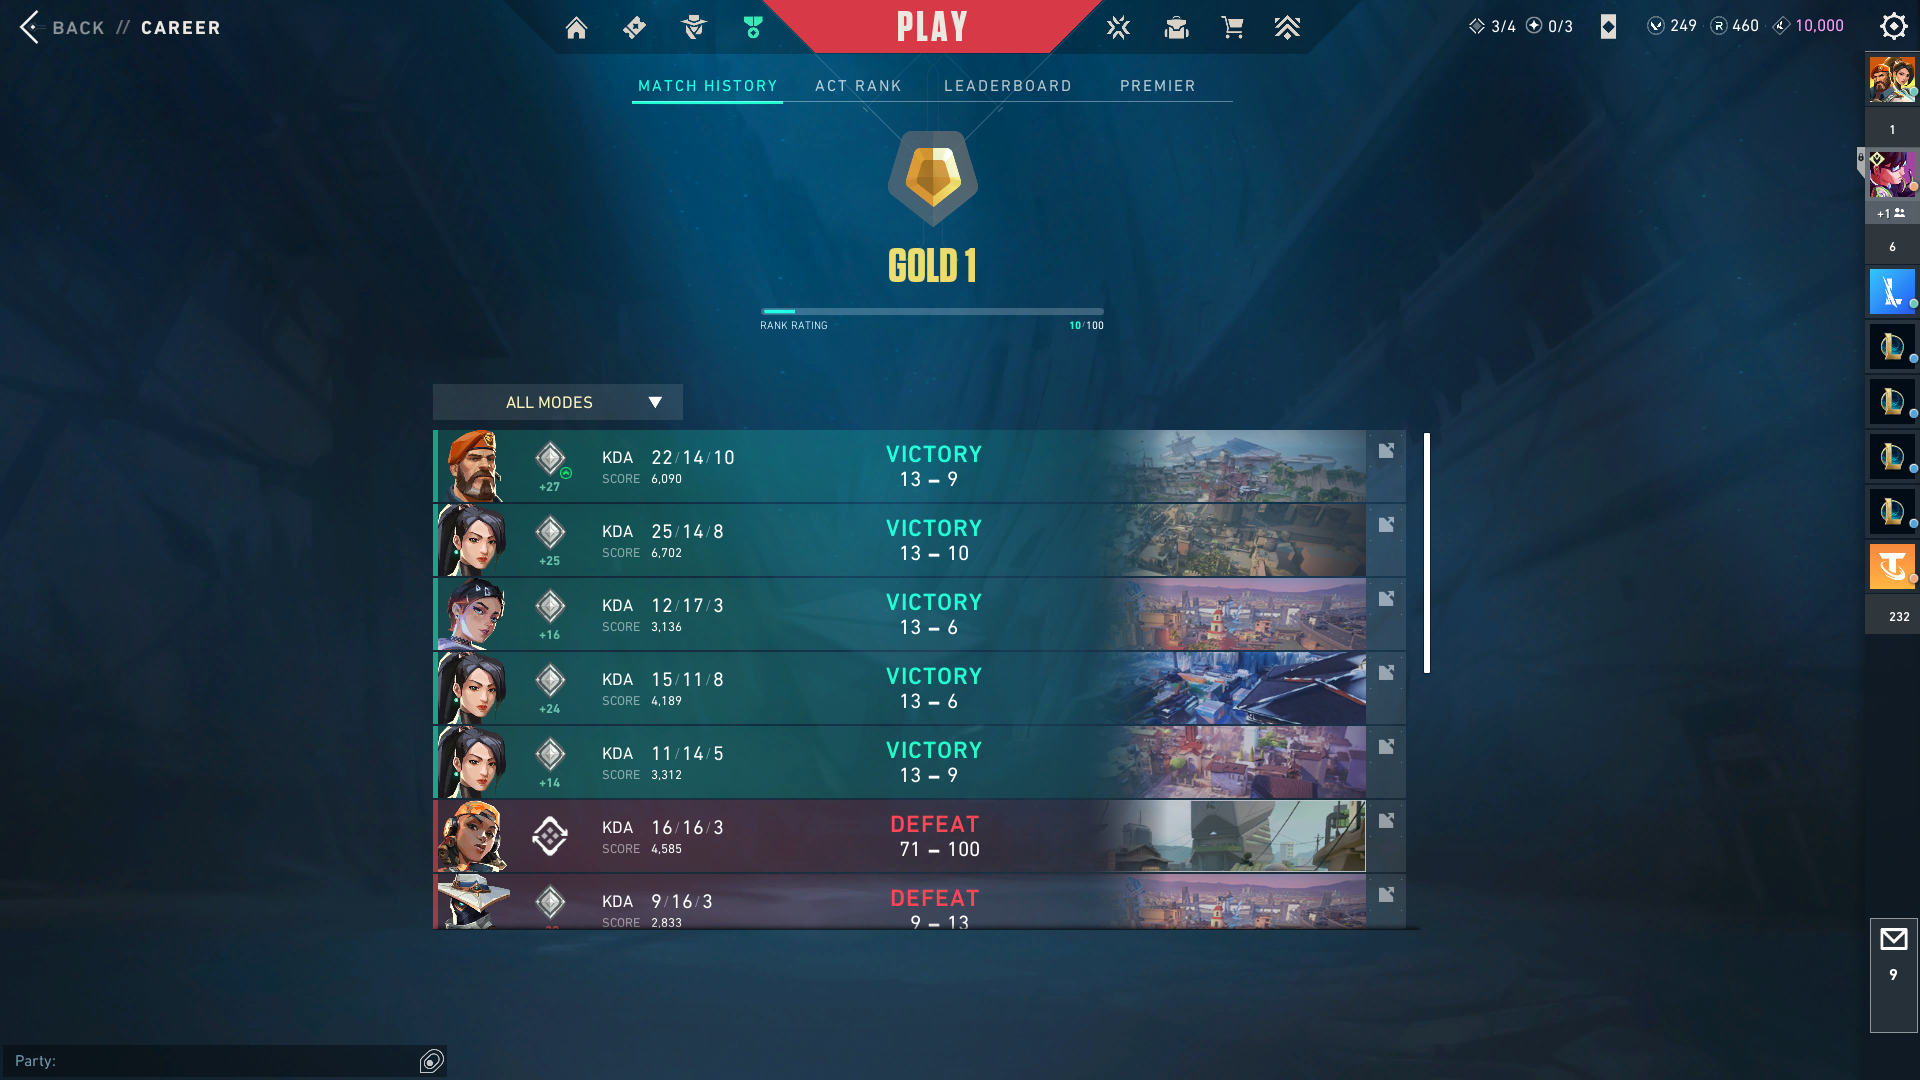 BACK // CAREER
PLAY
3/4 0/3
249 R 460 10,000
MATCH HISTORY ACT RANK LEADERBOARD PREMIER
GOLD 1
RANK RATING 10/100
ALL MODES
+27 KDA 22/14/10 SCORE 6,090 VICTORY 13 – 9
+25 KDA 25/14/8 SCORE 6,702 VICTORY 13 – 10
+16 KDA 12/17/3 SCORE 3,136 VICTORY 13 – 6
+24 KDA 15/11/8 SCORE 4,189 VICTORY 13 – 6
+14 KDA 11/14/5 SCORE 3,312 VICTORY 13 – 9
KDA 16/16/3 SCORE 4,585 DEFEAT 71 – 100
KDA 9/16/3 SCORE 2,833 DEFEAT 9 – 13
1
+1
6
232
9
Party: